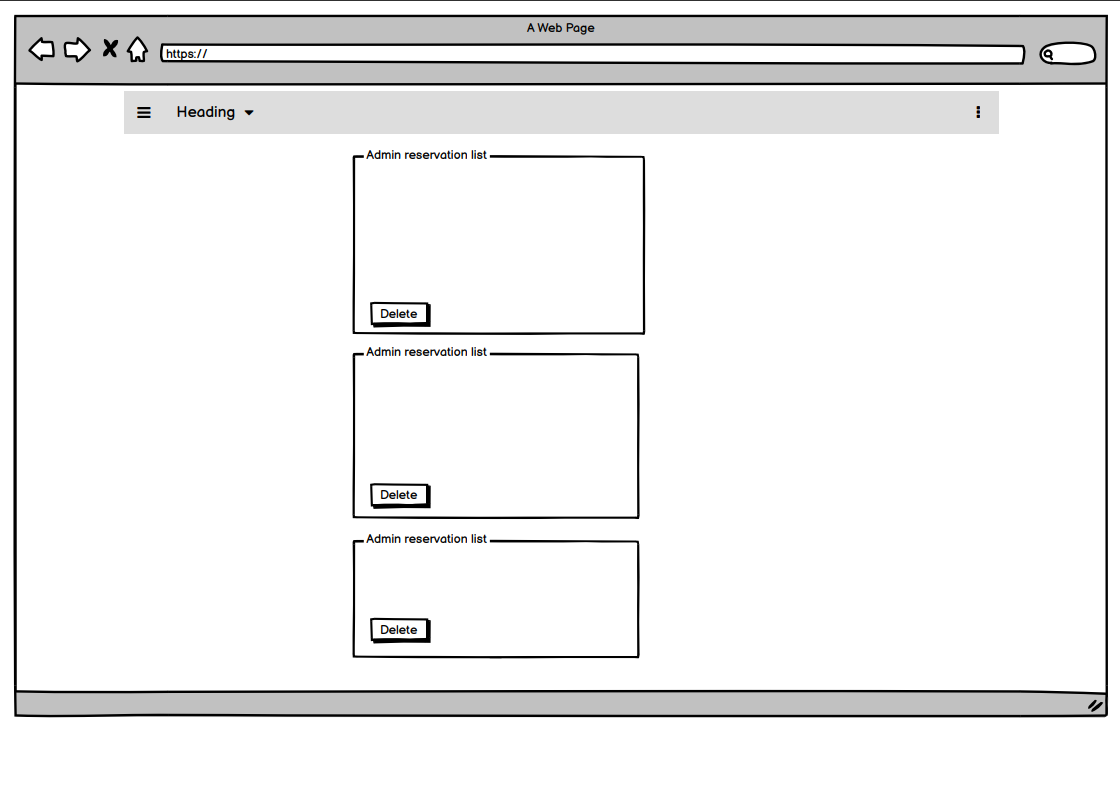 A Web Page
https://
Heading
Admin reservation list
Delete
Admin reservation list
Delete
Admin reservation list
Delete